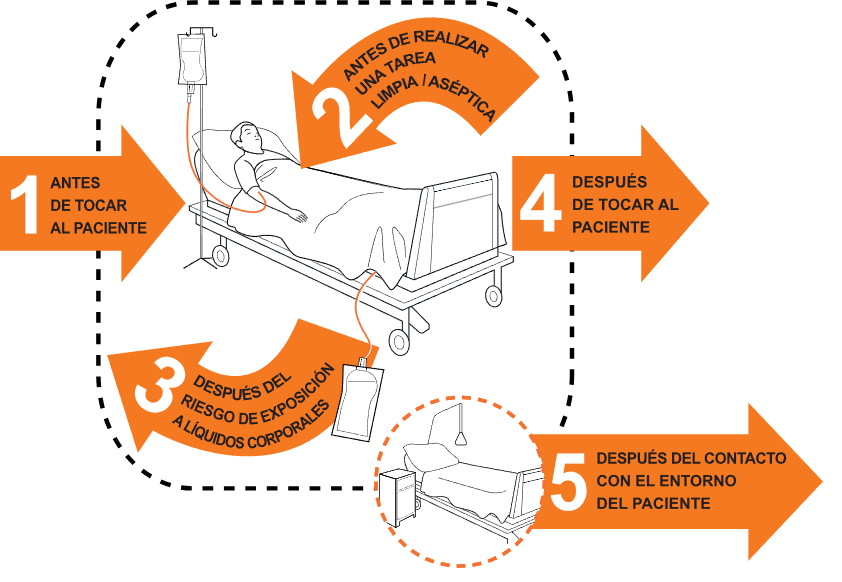 1
ANTES
DE TOCAR
AL PACIENTE
2
ANTES DE REALIZAR
UNA TAREA
LIMPIA / ASÉPTICA
3
DESPUÉS DEL
RIESGO DE EXPOSICIÓN
A LÍQUIDOS CORPORALES
4
DESPUÉS
DE TOCAR AL
PACIENTE
5
DESPUÉS DEL CONTACTO
CON EL ENTORNO
DEL PACIENTE